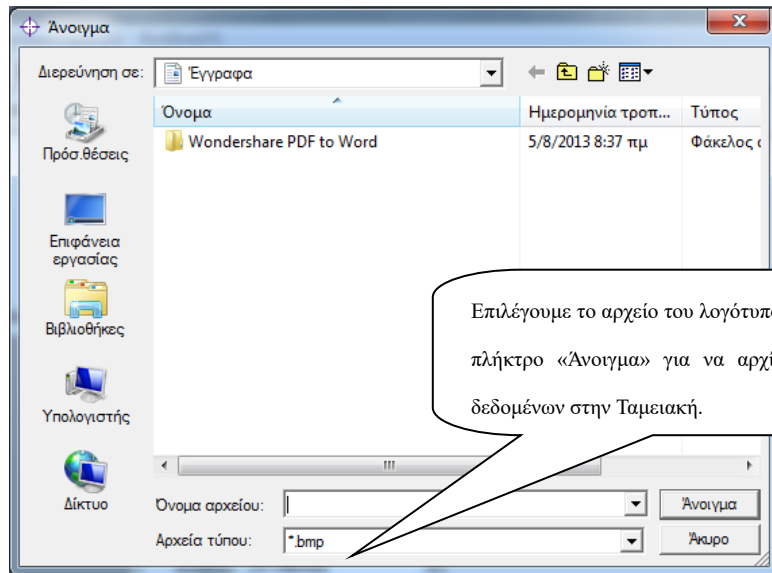 Άνοιγμα
Διερεύνηση σε: Έγγραφα
Όνομα Ημερομηνία τροπ... Τύπος
Wondershare PDF to Word 5/8/2013 8:37 πμ Φάκελος
Πρόσ.θέσεις
Επιφάνεια
εργασίας
Βιβλιοθήκες
Υπολογιστής
Δίκτυο
Επιλέγουμε το αρχείο του
πλήκτρο «Άνοιγμα» για να
δεδομένων στην Ταμειακή.
Όνομα αρχείου: Άνοιγμα
Αρχεία τύπου: *.bmp Άκυρο